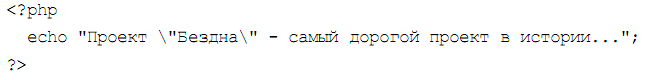 <?php
echo "Проект \"Бездна\" - самый дорогой проект в истории...";
?>